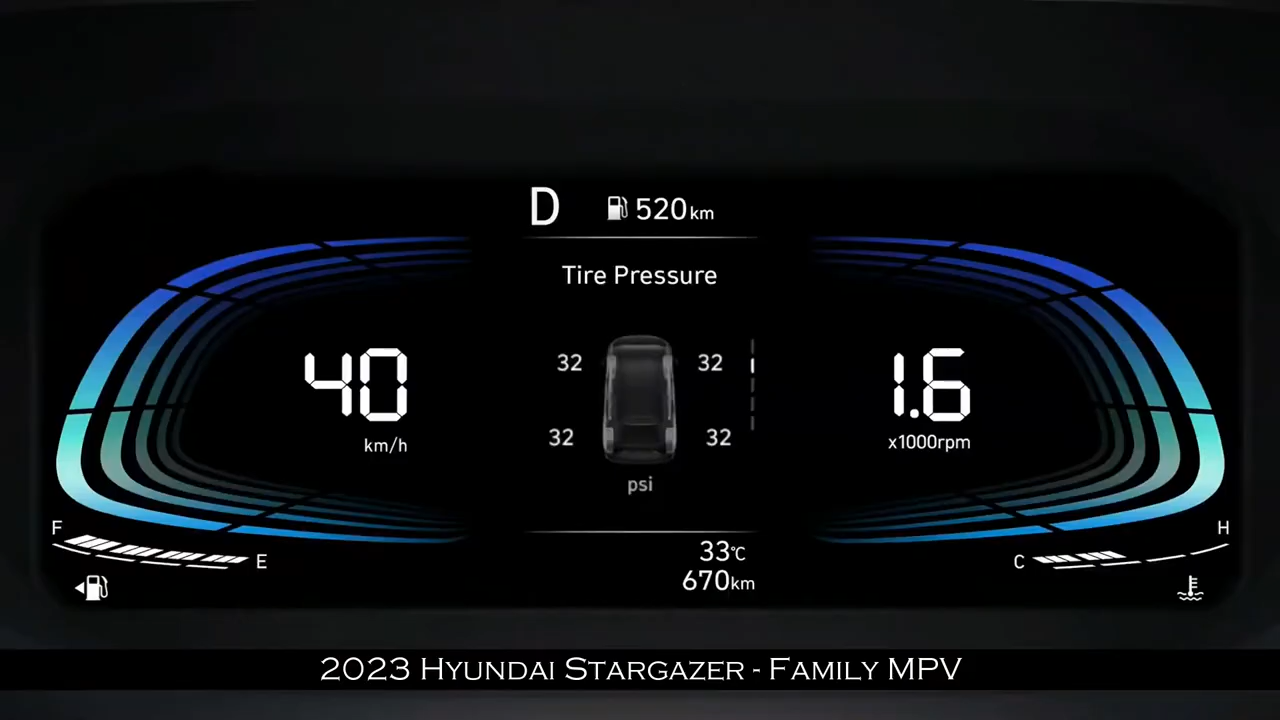 D 520km
Tire Pressure
40
km/h
32 32
32 32
psi
1.6
x1000rpm
F
E
33°C
670km
C
H
2023 HYUNDAI STARGAZER - FAMILY MPV